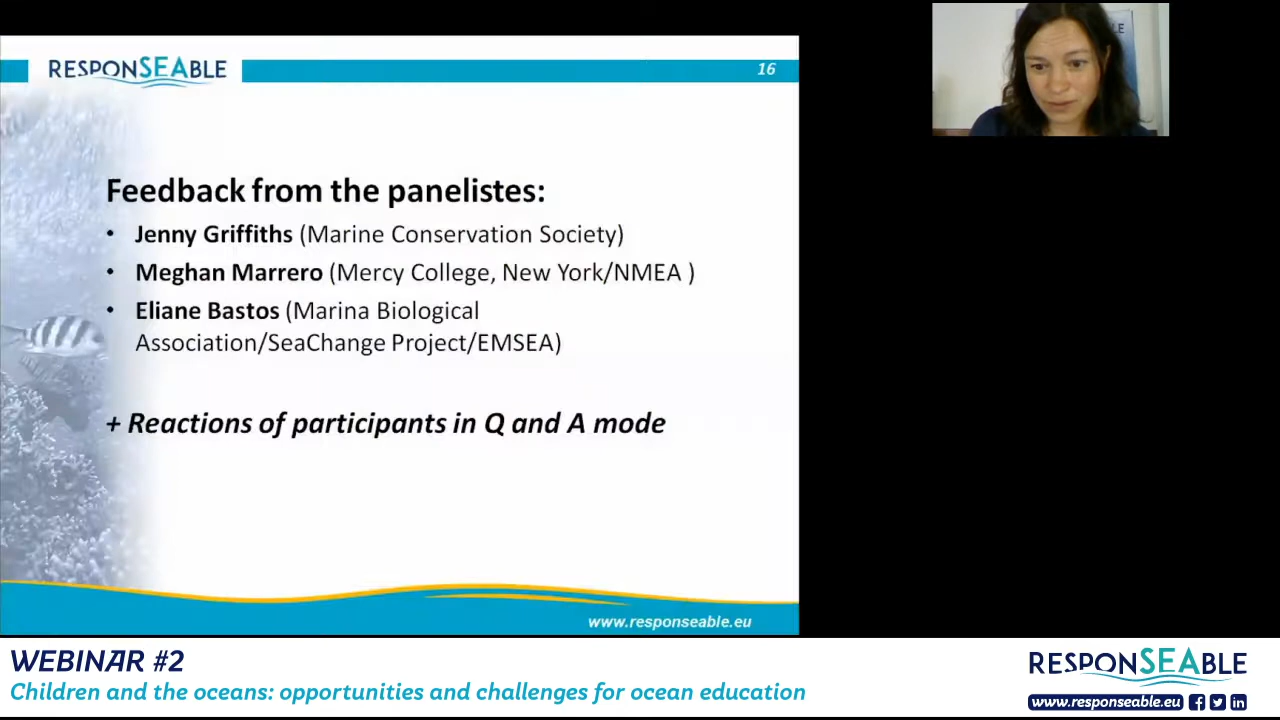 RESPONSEABLE
16
Feedback from the panelistes:
• Jenny Griffiths (Marine Conservation Society)
• Meghan Marrero (Mercy College, New York/NMEA )
• Eliane Bastos (Marina Biological
Association/SeaChange Project/EMSEA)
+ Reactions of participants in Q and A mode
www.responseable.eu
WEBINAR #2
Children and the oceans: opportunities and challenges for ocean education
RESPONSEABLE
www.responseable.eu